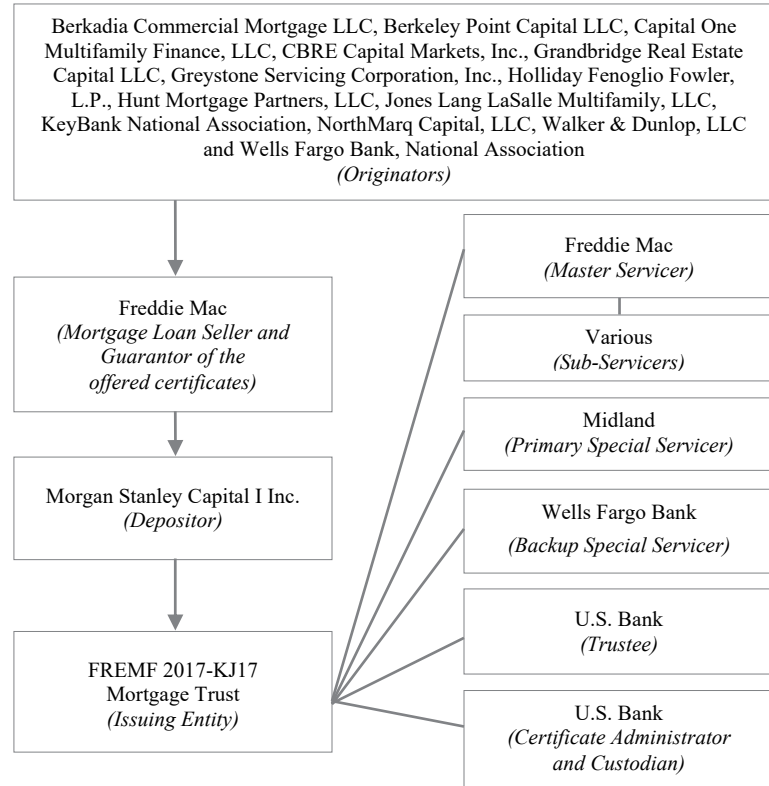 Berkadia Commercial Mortgage LLC, Berkeley Point Capital LLC, Capital One
Multifamily Finance, LLC, CBRE Capital Markets, Inc., Grandbridge Real Estate
Capital LLC, Greystone Servicing Corporation, Inc., Holliday Fenoglio Fowler,
L.P., Hunt Mortgage Partners, LLC, Jones Lang LaSalle Multifamily, LLC,
KeyBank National Association, NorthMarq Capital, LLC, Walker & Dunlop, LLC
and Wells Fargo Bank, National Association
(Originators)
Freddie Mac
(Mortgage Loan Seller and
Guarantor of the
offered certificates)
Morgan Stanley Capital I Inc.
(Depositor)
FREMF 2017-KJ17
Mortgage Trust
(Issuing Entity)
Freddie Mac
(Master Servicer)
Various
(Sub-Servicers)
Midland
(Primary Special Servicer)
Wells Fargo Bank
(Backup Special Servicer)
U.S. Bank
(Trustee)
U.S. Bank
(Certificate Administrator
and Custodian)